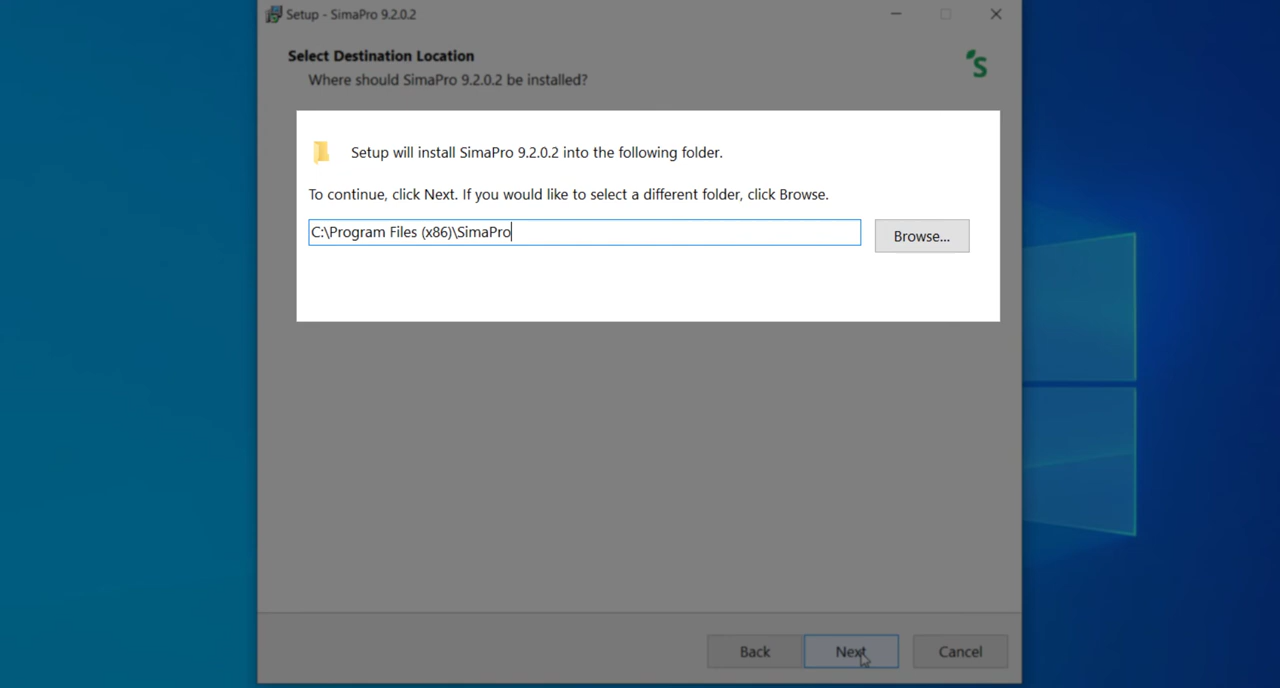 Setup - SimaPro 9.2.0.2
Select Destination Location
Where should SimaPro 9.2.0.2 be installed?
S
Setup will install SimaPro 9.2.0.2 into the following folder.
To continue, click Next. If you would like to select a different folder, click Browse.
C:\Program Files (x86)\SimaPro
Browse...
Back
Next
Cancel